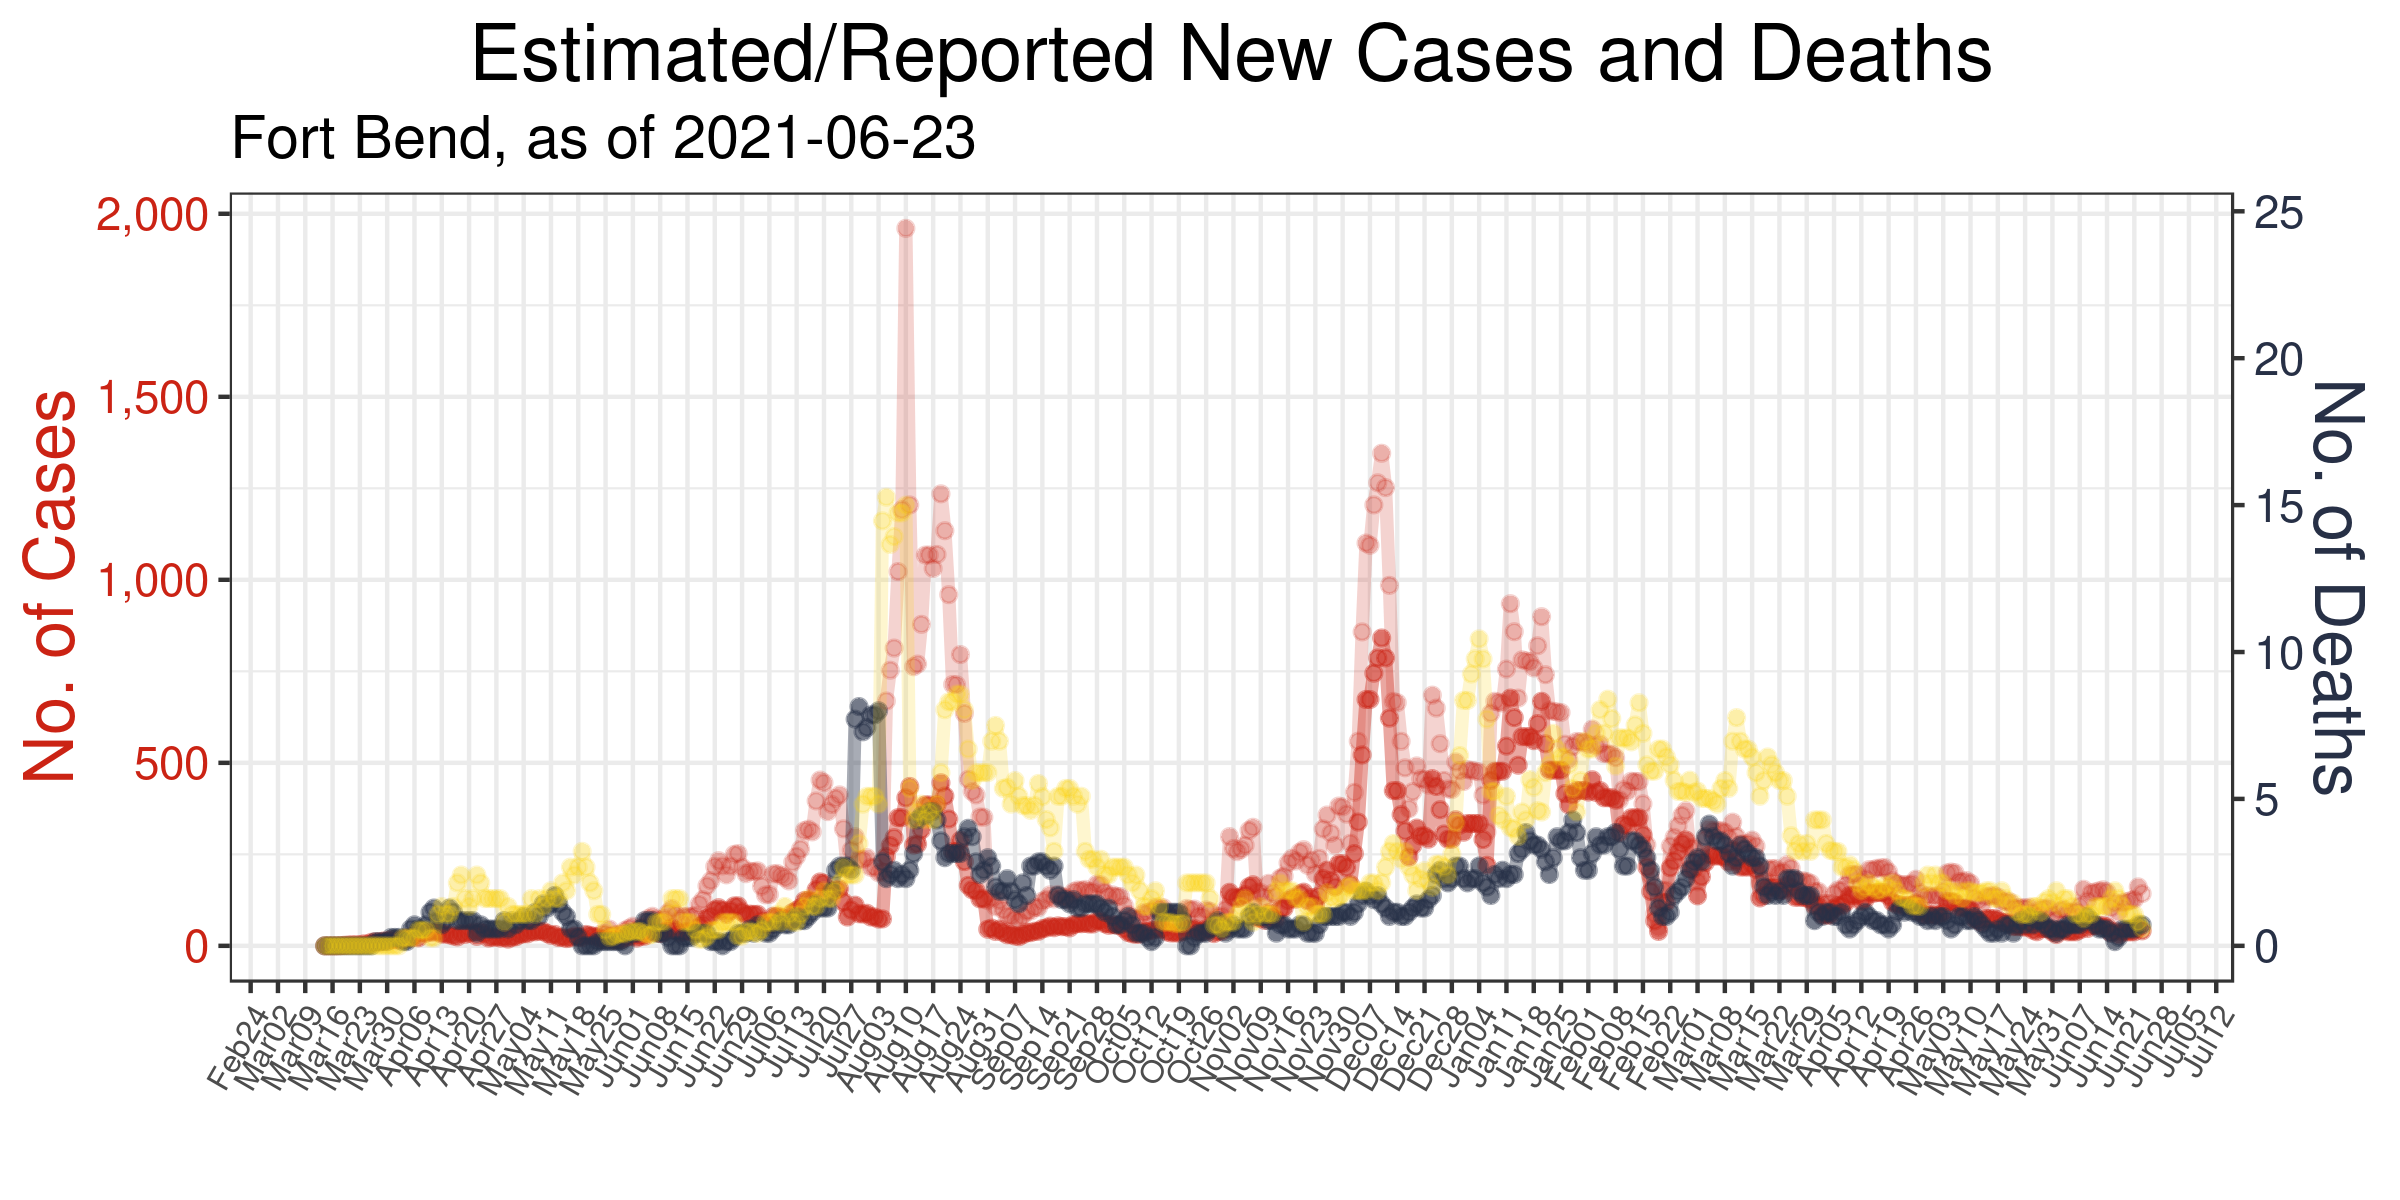 Estimated/Reported New Cases and Deaths
Fort Bend, as of 2021-06-23
No. of Cases
2,000
1,500
1,000
500
0
25
20
15
10
5
0
No. of Deaths
Feb24
Mar02
Mar09
Mar16
Mar23
Mar30
Apr06
Apr13
Apr20
Apr27
May04
May11
May18
May25
Jun01
Jun08
Jun15
Jun22
Jun29
Jul06
Jul13
Jul20
Jul27
Aug03
Aug10
Aug17
Aug24
Aug31
Sep07
Sep14
Sep21
Sep28
Oct05
Oct12
Oct19
Oct26
Nov02
Nov09
Nov16
Nov23
Nov30
Dec07
Dec14
Dec21
Dec28
Jan04
Jan11
Jan18
Jan25
Feb01
Feb08
Feb15
Feb22
Mar01
Mar08
Mar15
Mar22
Mar29
Apr05
Apr12
Apr19
Apr26
May03
May10
May17
May24
May31
Jun07
Jun14
Jun21
Jun28
Jul05
Jul12